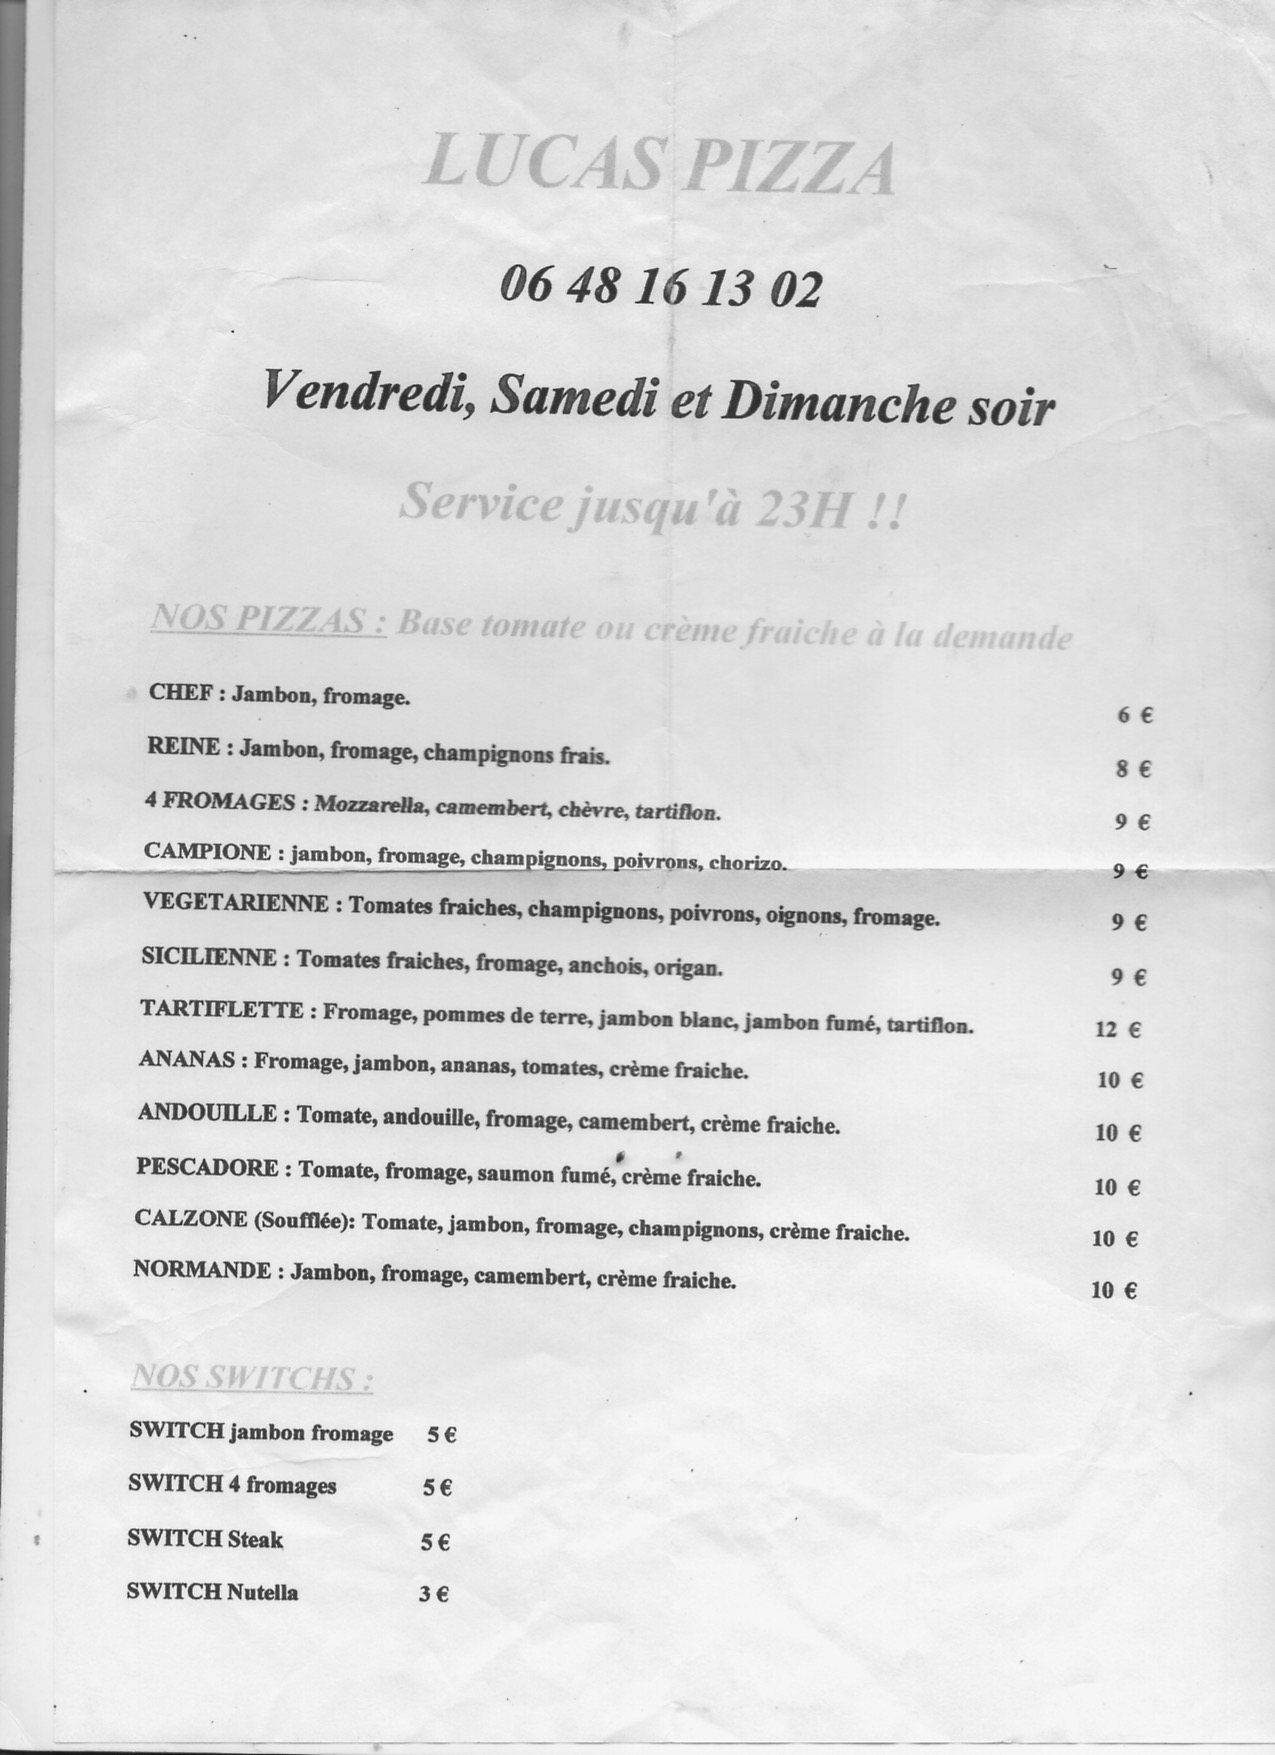 LUCAS PIZZA
06 48 16 13 02
Vendredi, Samedi et Dimanche soir
Service jusqu'à 23H !!
NOS PIZZAS : Base tomate ou crème fraiche à la demande
CHEF : Jambon, fromage. 6 €
REINE : Jambon, fromage, champignons frais. 8 €
4 FROMAGES : Mozzarella, camembert, chèvre, tartiflon. 9 €
CAMPIONE : jambon, fromage, champignons, poivrons, chorizo. 9 €
VEGETARIENNE : Tomates fraiches, champignons, poivrons, oignons, fromage. 9 €
SICILIENNE : Tomates fraiches, fromage, anchois, origan. 9 €
TARTIFLETTE : Fromage, pommes de terre, jambon blanc, jambon fumé, tartiflon. 12 €
ANANAS : Fromage, jambon, ananas, tomates, crème fraiche. 10 €
ANDOUILLE : Tomate, andouille, fromage, camembert, crème fraiche. 10 €
PESCADORE : Tomate, fromage, saumon fumé, crème fraiche. 10 €
CALZONE (Soufflée): Tomate, jambon, fromage, champignons, crème fraiche. 10 €
NORMANDE : Jambon, fromage, camembert, crème fraiche. 10 €
NOS SWITCHS :
SWITCH jambon fromage 5 €
SWITCH 4 fromages 5 €
SWITCH Steak 5 €
SWITCH Nutella 3 €